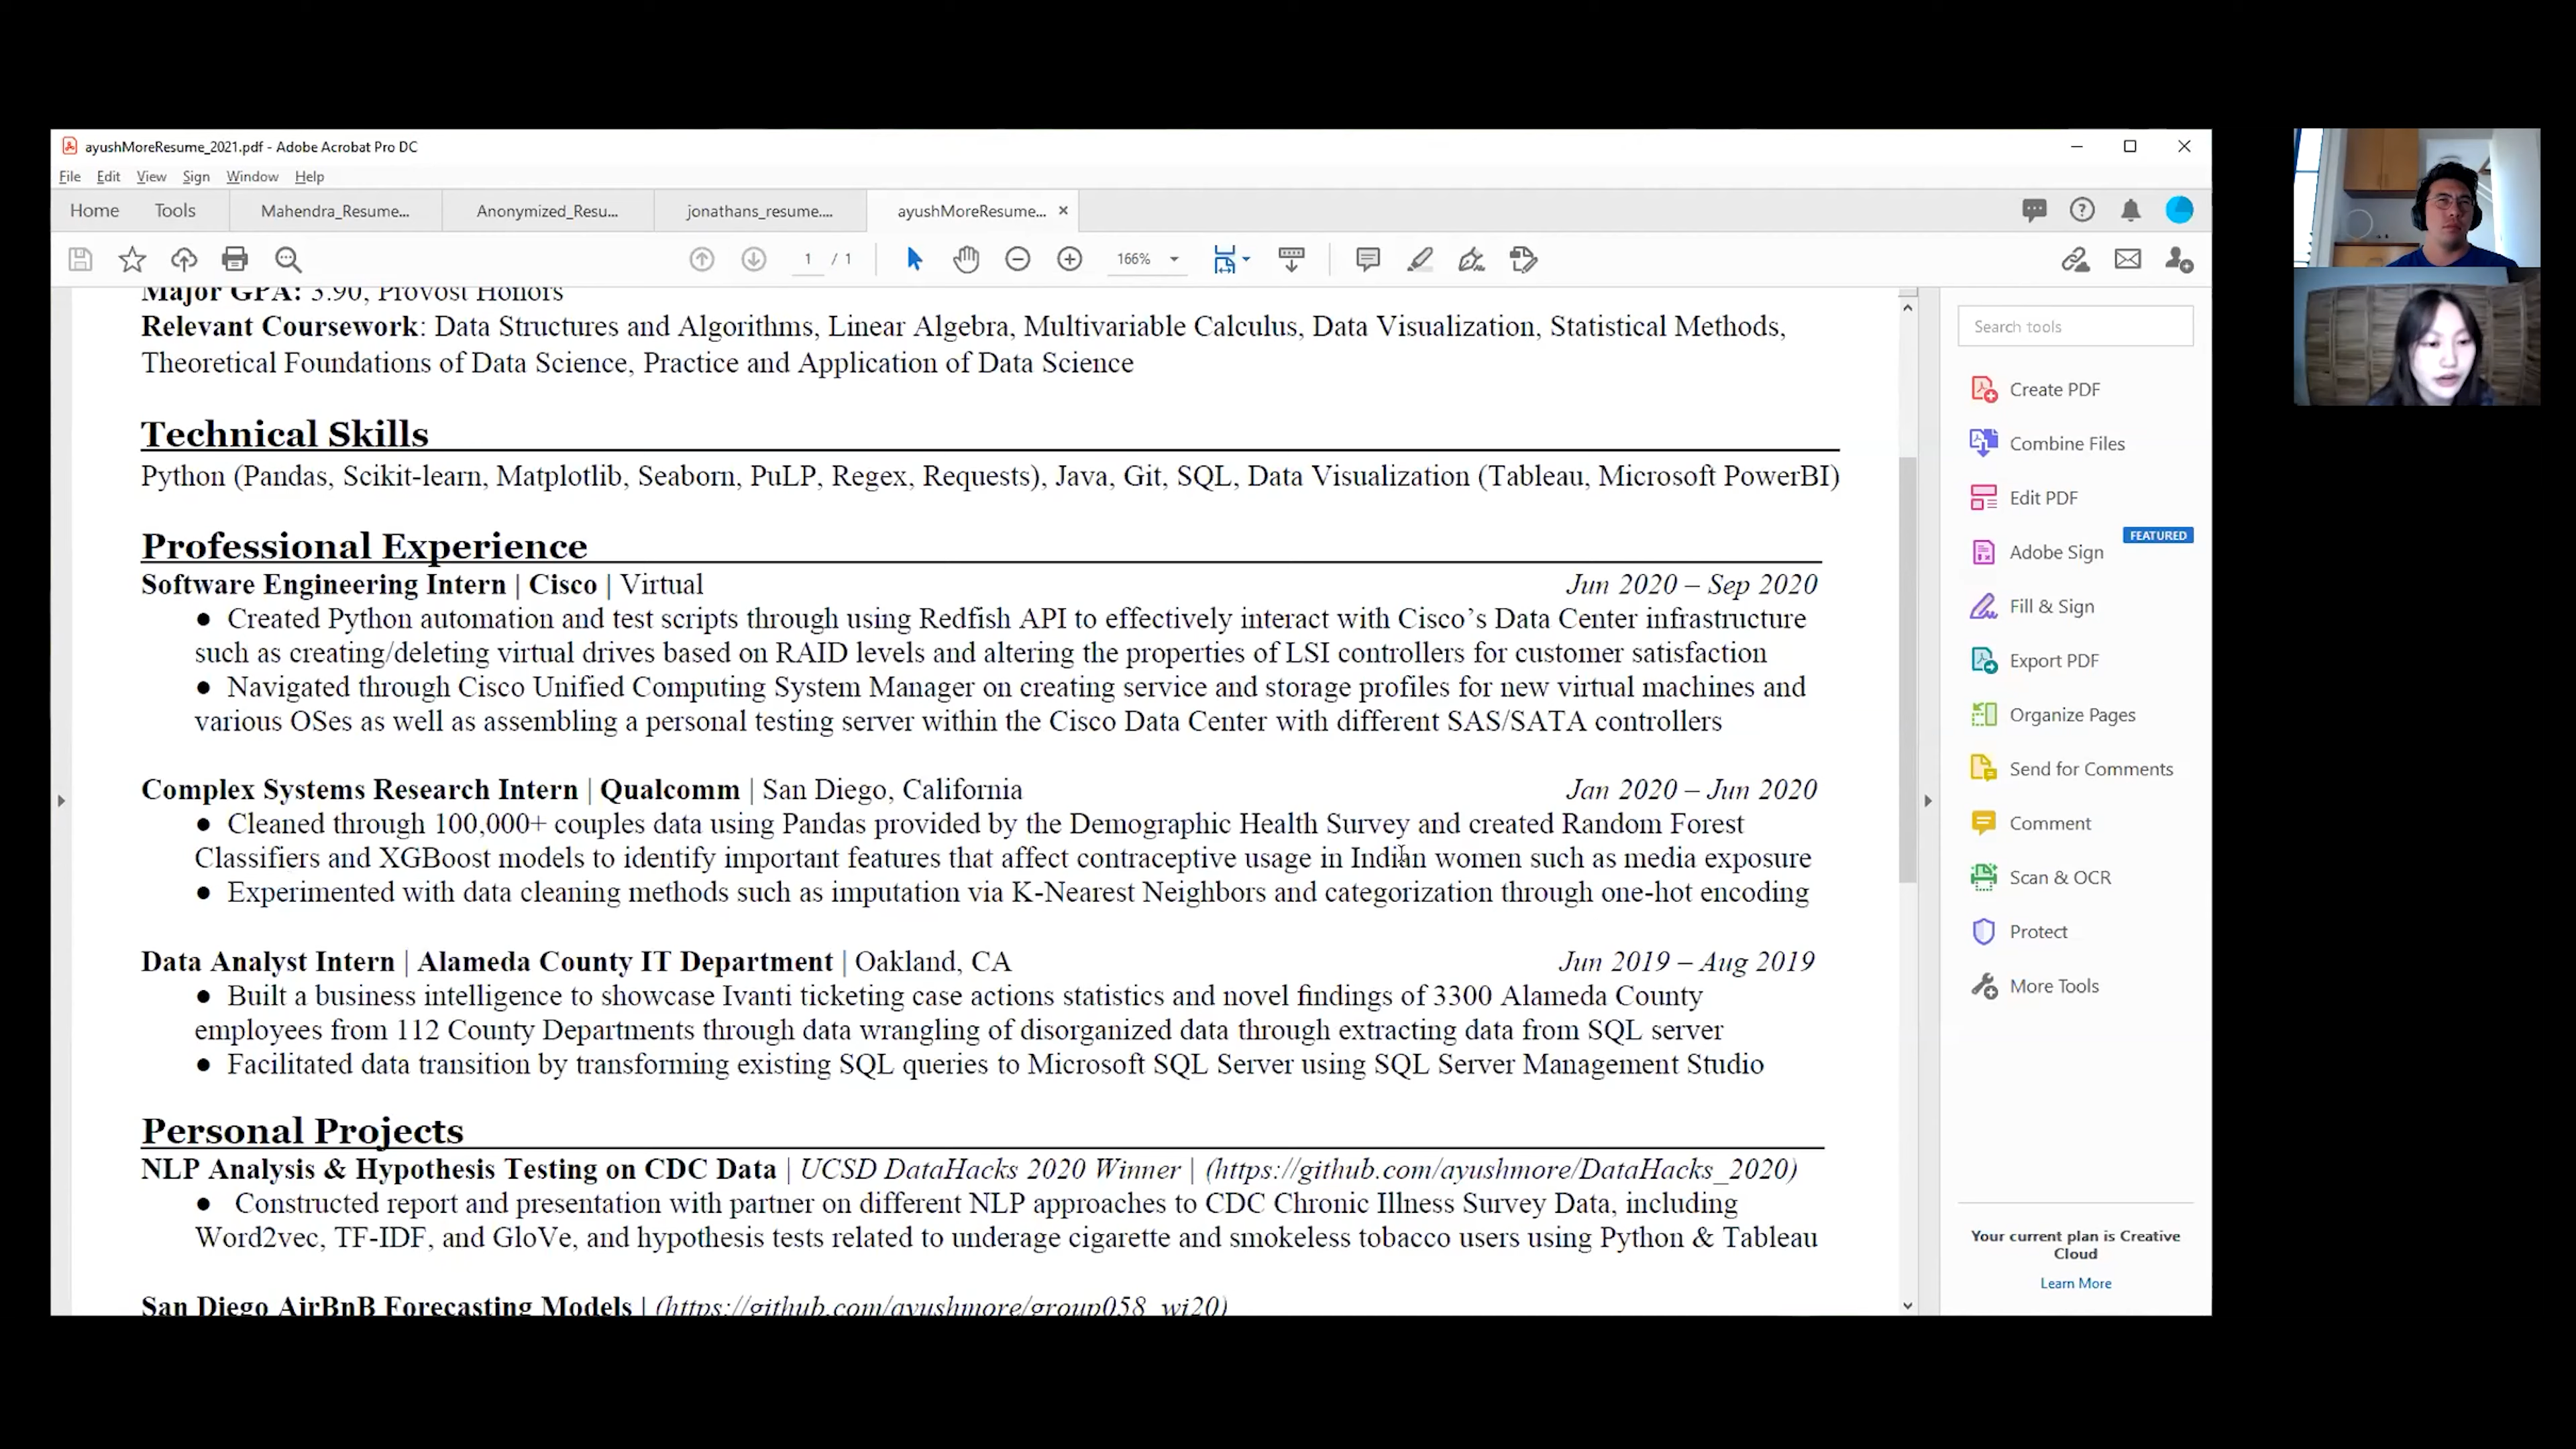 ayushMoreResume_2021.pdf - Adobe Acrobat Pro DC
File Edit View Sign Window Help
Home Tools Mahendra_Resume... Anonymized_Resu... jonathans_resume.... ayushMoreResume... ×
1 / 1 166%
Major GPA: 3.90, Provost Honors
Relevant Coursework: Data Structures and Algorithms, Linear Algebra, Multivariable Calculus, Data Visualization, Statistical Methods,
Theoretical Foundations of Data Science, Practice and Application of Data Science
Technical Skills
Python (Pandas, Scikit-learn, Matplotlib, Seaborn, PuLP, Regex, Requests), Java, Git, SQL, Data Visualization (Tableau, Microsoft PowerBI)
Professional Experience
Software Engineering Intern | Cisco | Virtual Jun 2020 – Sep 2020
● Created Python automation and test scripts through using Redfish API to effectively interact with Cisco’s Data Center infrastructure
such as creating/deleting virtual drives based on RAID levels and altering the properties of LSI controllers for customer satisfaction
● Navigated through Cisco Unified Computing System Manager on creating service and storage profiles for new virtual machines and
various OSes as well as assembling a personal testing server within the Cisco Data Center with different SAS/SATA controllers
Complex Systems Research Intern | Qualcomm | San Diego, California Jan 2020 – Jun 2020
● Cleaned through 100,000+ couples data using Pandas provided by the Demographic Health Survey and created Random Forest
Classifiers and XGBoost models to identify important features that affect contraceptive usage in Indian women such as media exposure
● Experimented with data cleaning methods such as imputation via K-Nearest Neighbors and categorization through one-hot encoding
Data Analyst Intern | Alameda County IT Department | Oakland, CA Jun 2019 – Aug 2019
● Built a business intelligence to showcase Ivanti ticketing case actions statistics and novel findings of 3300 Alameda County
employees from 112 County Departments through data wrangling of disorganized data through extracting data from SQL server
● Facilitated data transition by transforming existing SQL queries to Microsoft SQL Server using SQL Server Management Studio
Personal Projects
NLP Analysis & Hypothesis Testing on CDC Data | UCSD DataHacks 2020 Winner | (https://github.com/ayushmore/DataHacks_2020)
● Constructed report and presentation with partner on different NLP approaches to CDC Chronic Illness Survey Data, including
Word2vec, TF-IDF, and GloVe, and hypothesis tests related to underage cigarette and smokeless tobacco users using Python & Tableau
San Diego AirBnB Forecasting Models | (https://github.com/ayushmore/group058_wi20)
Search tools
Create PDF
Combine Files
Edit PDF
FEATURED
Adobe Sign
Fill & Sign
Export PDF
Organize Pages
Send for Comments
Comment
Scan & OCR
Protect
More Tools
Your current plan is Creative
Cloud
Learn More